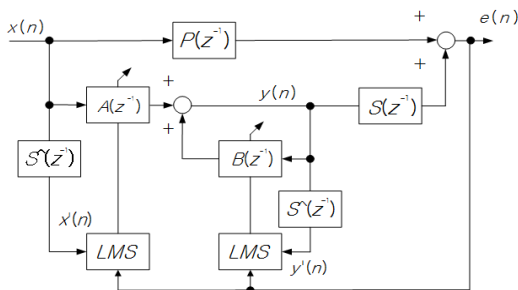 x(n)
P(z⁻¹)
+
e(n)
+
A(z⁻¹)
+
+
y(n)
S(z⁻¹)
S^(z⁻¹)
B(z⁻¹)
S^(z⁻¹)
x'(n)
LMS
LMS
y'(n)